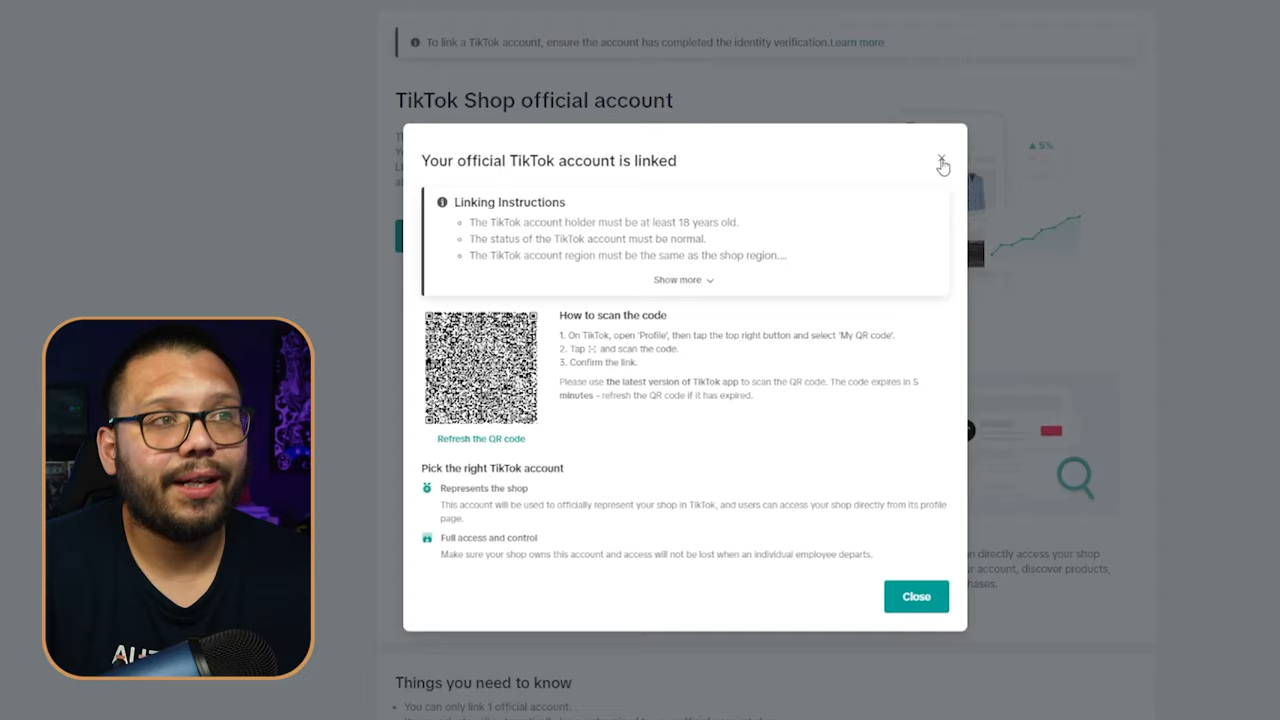 To link a TikTok account, ensure the account has completed the identity verification.Learn more
TikTok Shop official account
5%
Your official TikTok account is linked
Linking Instructions
The TikTok account holder must be at least 18 years old.
The status of the TikTok account must be normal.
The TikTok account region must be the same as the shop region....
Show more
How to scan the code
1. On TikTok, open 'Profile', then tap the top right button and select 'My QR code'.
2. Tap and scan the code.
3. Confirm the link.
Please use the latest version of TikTok app to scan the QR code. The code expires in 5
minutes - refresh the QR code if it has expired.
Refresh the QR code
Pick the right TikTok account
Represents the shop
This account will be used to officially represent your shop in TikTok, and users can access your shop directly from its profile
page.
Full access and control
Make sure your shop owns this account and access will not be lost when an individual employee departs.
directly access your shop
account, discover products,
Close
Things you need to know
You can only link 1 official account.